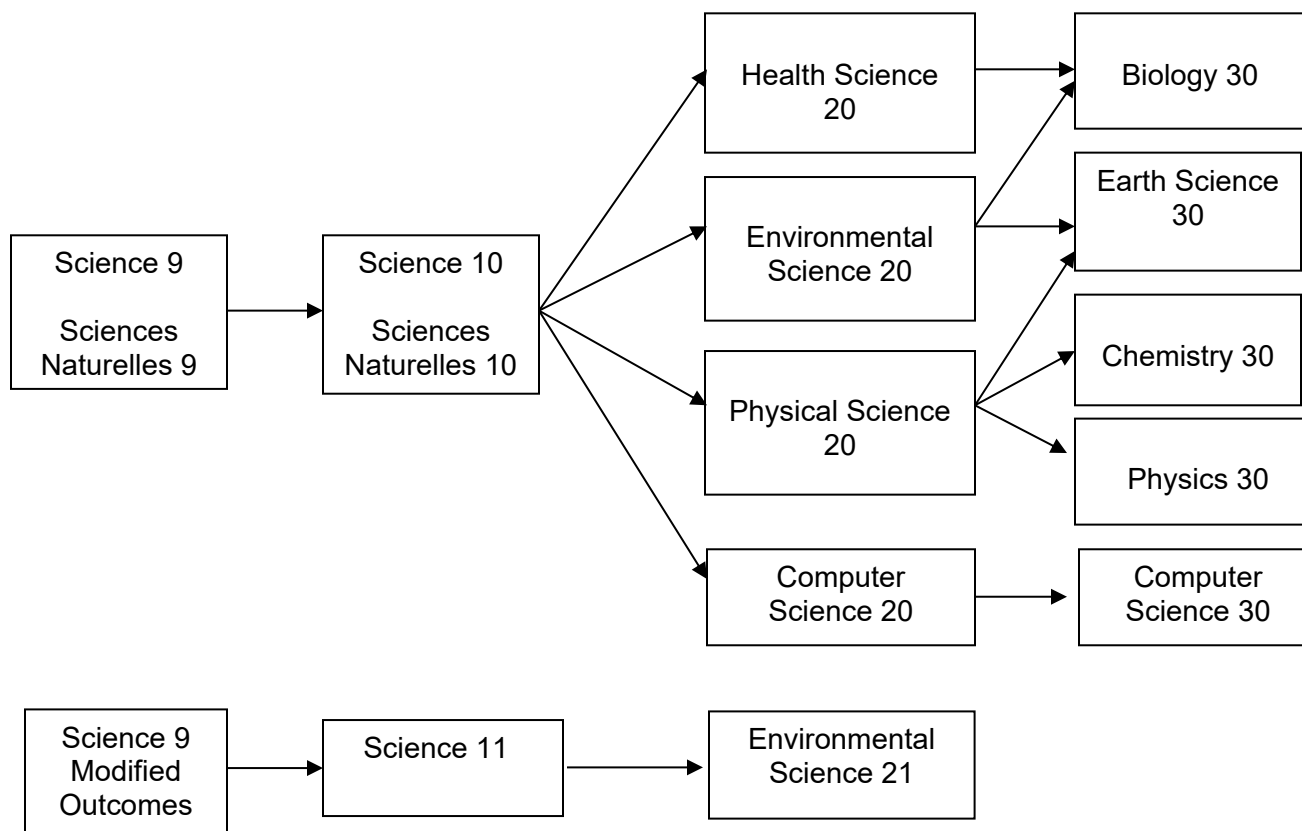 Health Science
20
Biology 30
Earth Science
30
Environmental
Science 20
Science 9
Sciences
Naturelles 9
Science 10
Sciences
Naturelles 10
Chemistry 30
Physical Science
20
Physics 30
Computer
Science 20
Computer
Science 30
Science 9
Modified
Outcomes
Science 11
Environmental
Science 21